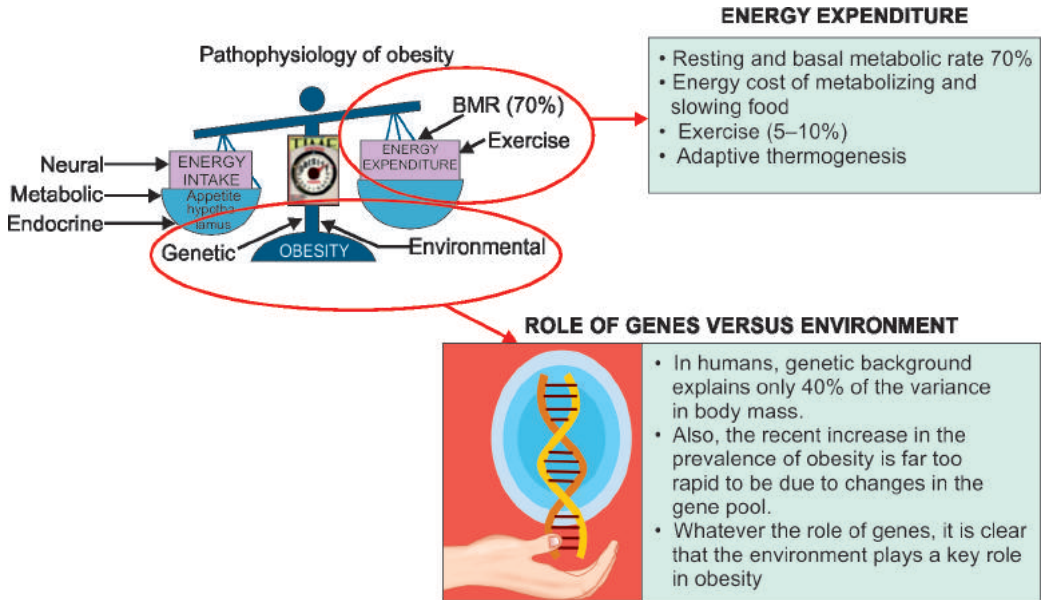 ENERGY EXPENDITURE
• Resting and basal metabolic rate 70%
• Energy cost of metabolizing and
slowing food
• Exercise (5–10%)
• Adaptive thermogenesis
Pathophysiology of obesity
BMR (70%)
Exercise
ENERGY
EXPENDITURE
Neural
Metabolic
Endocrine
ENERGY
INTAKE
Appetite
hypotha
lamus
TIME
Genetic
Environmental
OBESITY
ROLE OF GENES VERSUS ENVIRONMENT
• In humans, genetic background
explains only 40% of the variance
in body mass.
• Also, the recent increase in the
prevalence of obesity is far too
rapid to be due to changes in the
gene pool.
• Whatever the role of genes, it is clear
that the environment plays a key role
in obesity